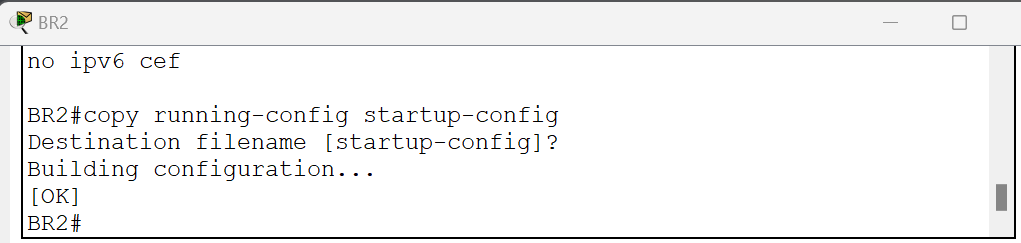 BR2
no ipv6 cef
BR2#copy running-config startup-config
Destination filename [startup-config]?
Building configuration...
[OK]
BR2#